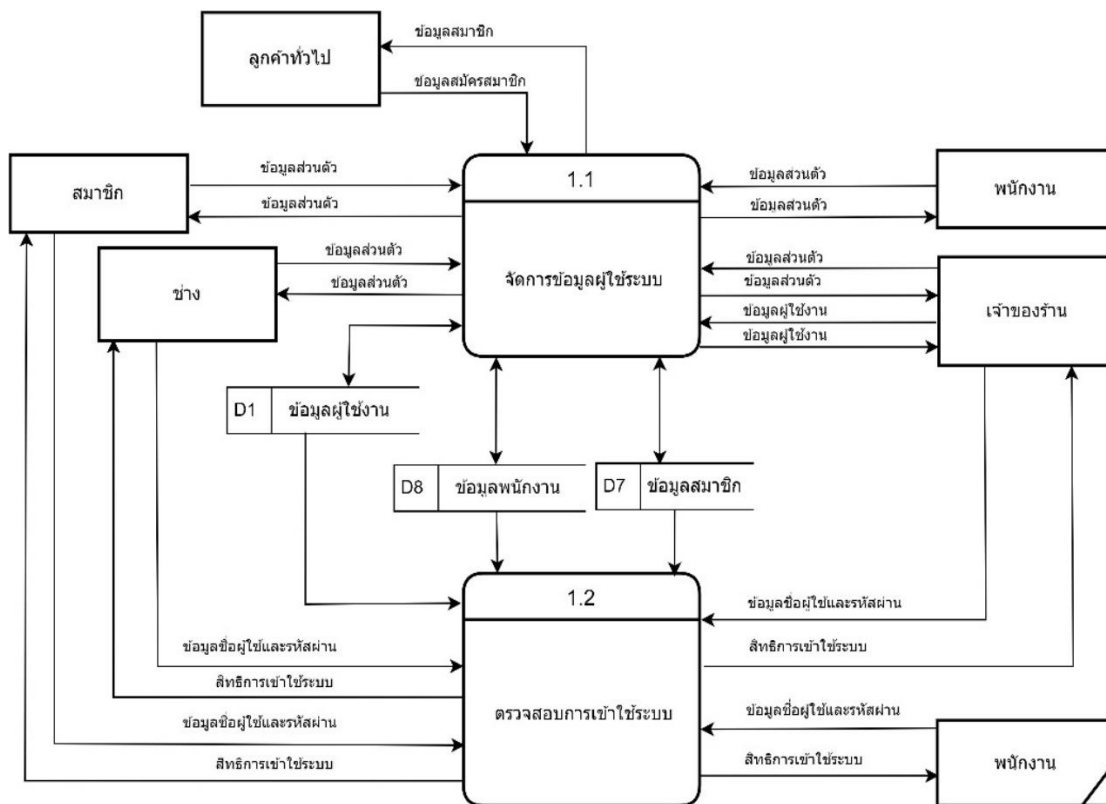 ข้อมูลสมาชิก
ลูกค้าทั่วไป
ข้อมูลสมัครสมาชิก
ข้อมูลส่วนตัว
สมาชิก
ข้อมูลส่วนตัว
1.1
ข้อมูลส่วนตัว
พนักงาน
ข้อมูลส่วนตัว
ข้อมูลส่วนตัว
ช่าง
ข้อมูลส่วนตัว
จัดการข้อมูลผู้ใช้ระบบ
ข้อมูลส่วนตัว
ข้อมูลส่วนตัว
ข้อมูลผู้ใช้งาน
ข้อมูลผู้ใช้งาน
เจ้าของร้าน
D1 ข้อมูลผู้ใช้งาน
D8 ข้อมูลพนักงาน
D7 ข้อมูลสมาชิก
1.2
ข้อมูลชื่อผู้ใช้และรหัสผ่าน
ข้อมูลชื่อผู้ใช้และรหัสผ่าน
สิทธิการเข้าใช้ระบบ
สิทธิการเข้าใช้ระบบ
ข้อมูลชื่อผู้ใช้และรหัสผ่าน
ตรวจสอบการเข้าใช้ระบบ
ข้อมูลชื่อผู้ใช้และรหัสผ่าน
สิทธิการเข้าใช้ระบบ
สิทธิการเข้าใช้ระบบ
พนักงาน